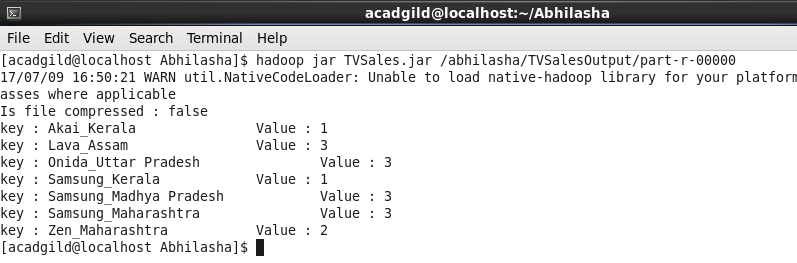 acadgild@localhost:~/Abhilasha
File Edit View Search Terminal Help
[acadgild@localhost Abhilasha]$ hadoop jar TVSales.jar /abhilasha/TVSalesOutput/part-r-00000
17/07/09 16:50:21 WARN util.NativeCodeLoader: Unable to load native-hadoop library for your platform
asses where applicable
Is file compressed : false
key : Akai_Kerala Value : 1
key : Lava_Assam Value : 3
key : Onida_Uttar Pradesh Value : 3
key : Samsung_Kerala Value : 1
key : Samsung_Madhya Pradesh Value : 3
key : Samsung_Maharashtra Value : 3
key : Zen_Maharashtra Value : 2
[acadgild@localhost Abhilasha]$